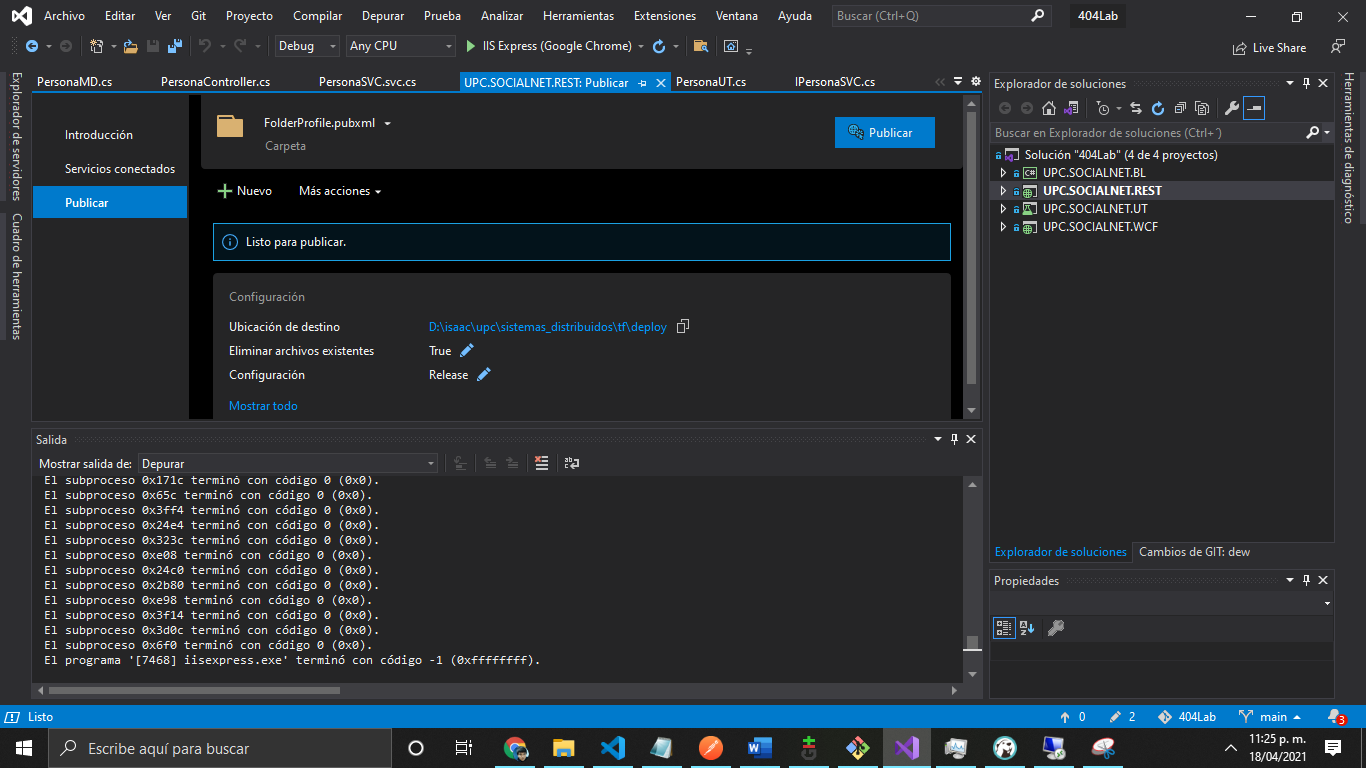 Archivo Editar Ver Git Proyecto Compilar Depurar Prueba Analizar Herramientas Extensiones Ventana Ayuda Buscar (Ctrl+Q) 404Lab
Debug Any CPU IIS Express (Google Chrome) Live Share
Explorador de servidores
Cuadro de herramientas
PersonaMD.cs PersonaController.cs PersonaSVC.svc.cs UPC.SOCIALNET.REST: Publicar PersonaUT.cs IPersonaSVC.cs
Introducción
Servicios conectados
Publicar
FolderProfile.pubxml
Carpeta
Publicar
Nuevo Más acciones
Listo para publicar.
Configuración
Ubicación de destino D:\isaac\upc\sistemas_distribuidos\tf\deploy
Eliminar archivos existentes True
Configuración Release
Mostrar todo
Salida
Mostrar salida de: Depurar
El subproceso 0x171c terminó con código 0 (0x0).
El subproceso 0x65c terminó con código 0 (0x0).
El subproceso 0x3ff4 terminó con código 0 (0x0).
El subproceso 0x24e4 terminó con código 0 (0x0).
El subproceso 0x323c terminó con código 0 (0x0).
El subproceso 0xe08 terminó con código 0 (0x0).
El subproceso 0x24c0 terminó con código 0 (0x0).
El subproceso 0x2b80 terminó con código 0 (0x0).
El subproceso 0xe98 terminó con código 0 (0x0).
El subproceso 0x3f14 terminó con código 0 (0x0).
El subproceso 0x3d0c terminó con código 0 (0x0).
El subproceso 0x6f0 terminó con código 0 (0x0).
El programa '[7468] iisexpress.exe' terminó con código -1 (0xffffffff).
Explorador de soluciones
Buscar en Explorador de soluciones (Ctrl+´)
Solución "404Lab" (4 de 4 proyectos)
UPC.SOCIALNET.BL
UPC.SOCIALNET.REST
UPC.SOCIALNET.UT
UPC.SOCIALNET.WCF
Explorador de soluciones Cambios de GIT: dew
Propiedades
Herramientas de diagnóstico
Listo 0 2 404Lab main 3
Escribe aquí para buscar
11:25 p. m.
18/04/2021